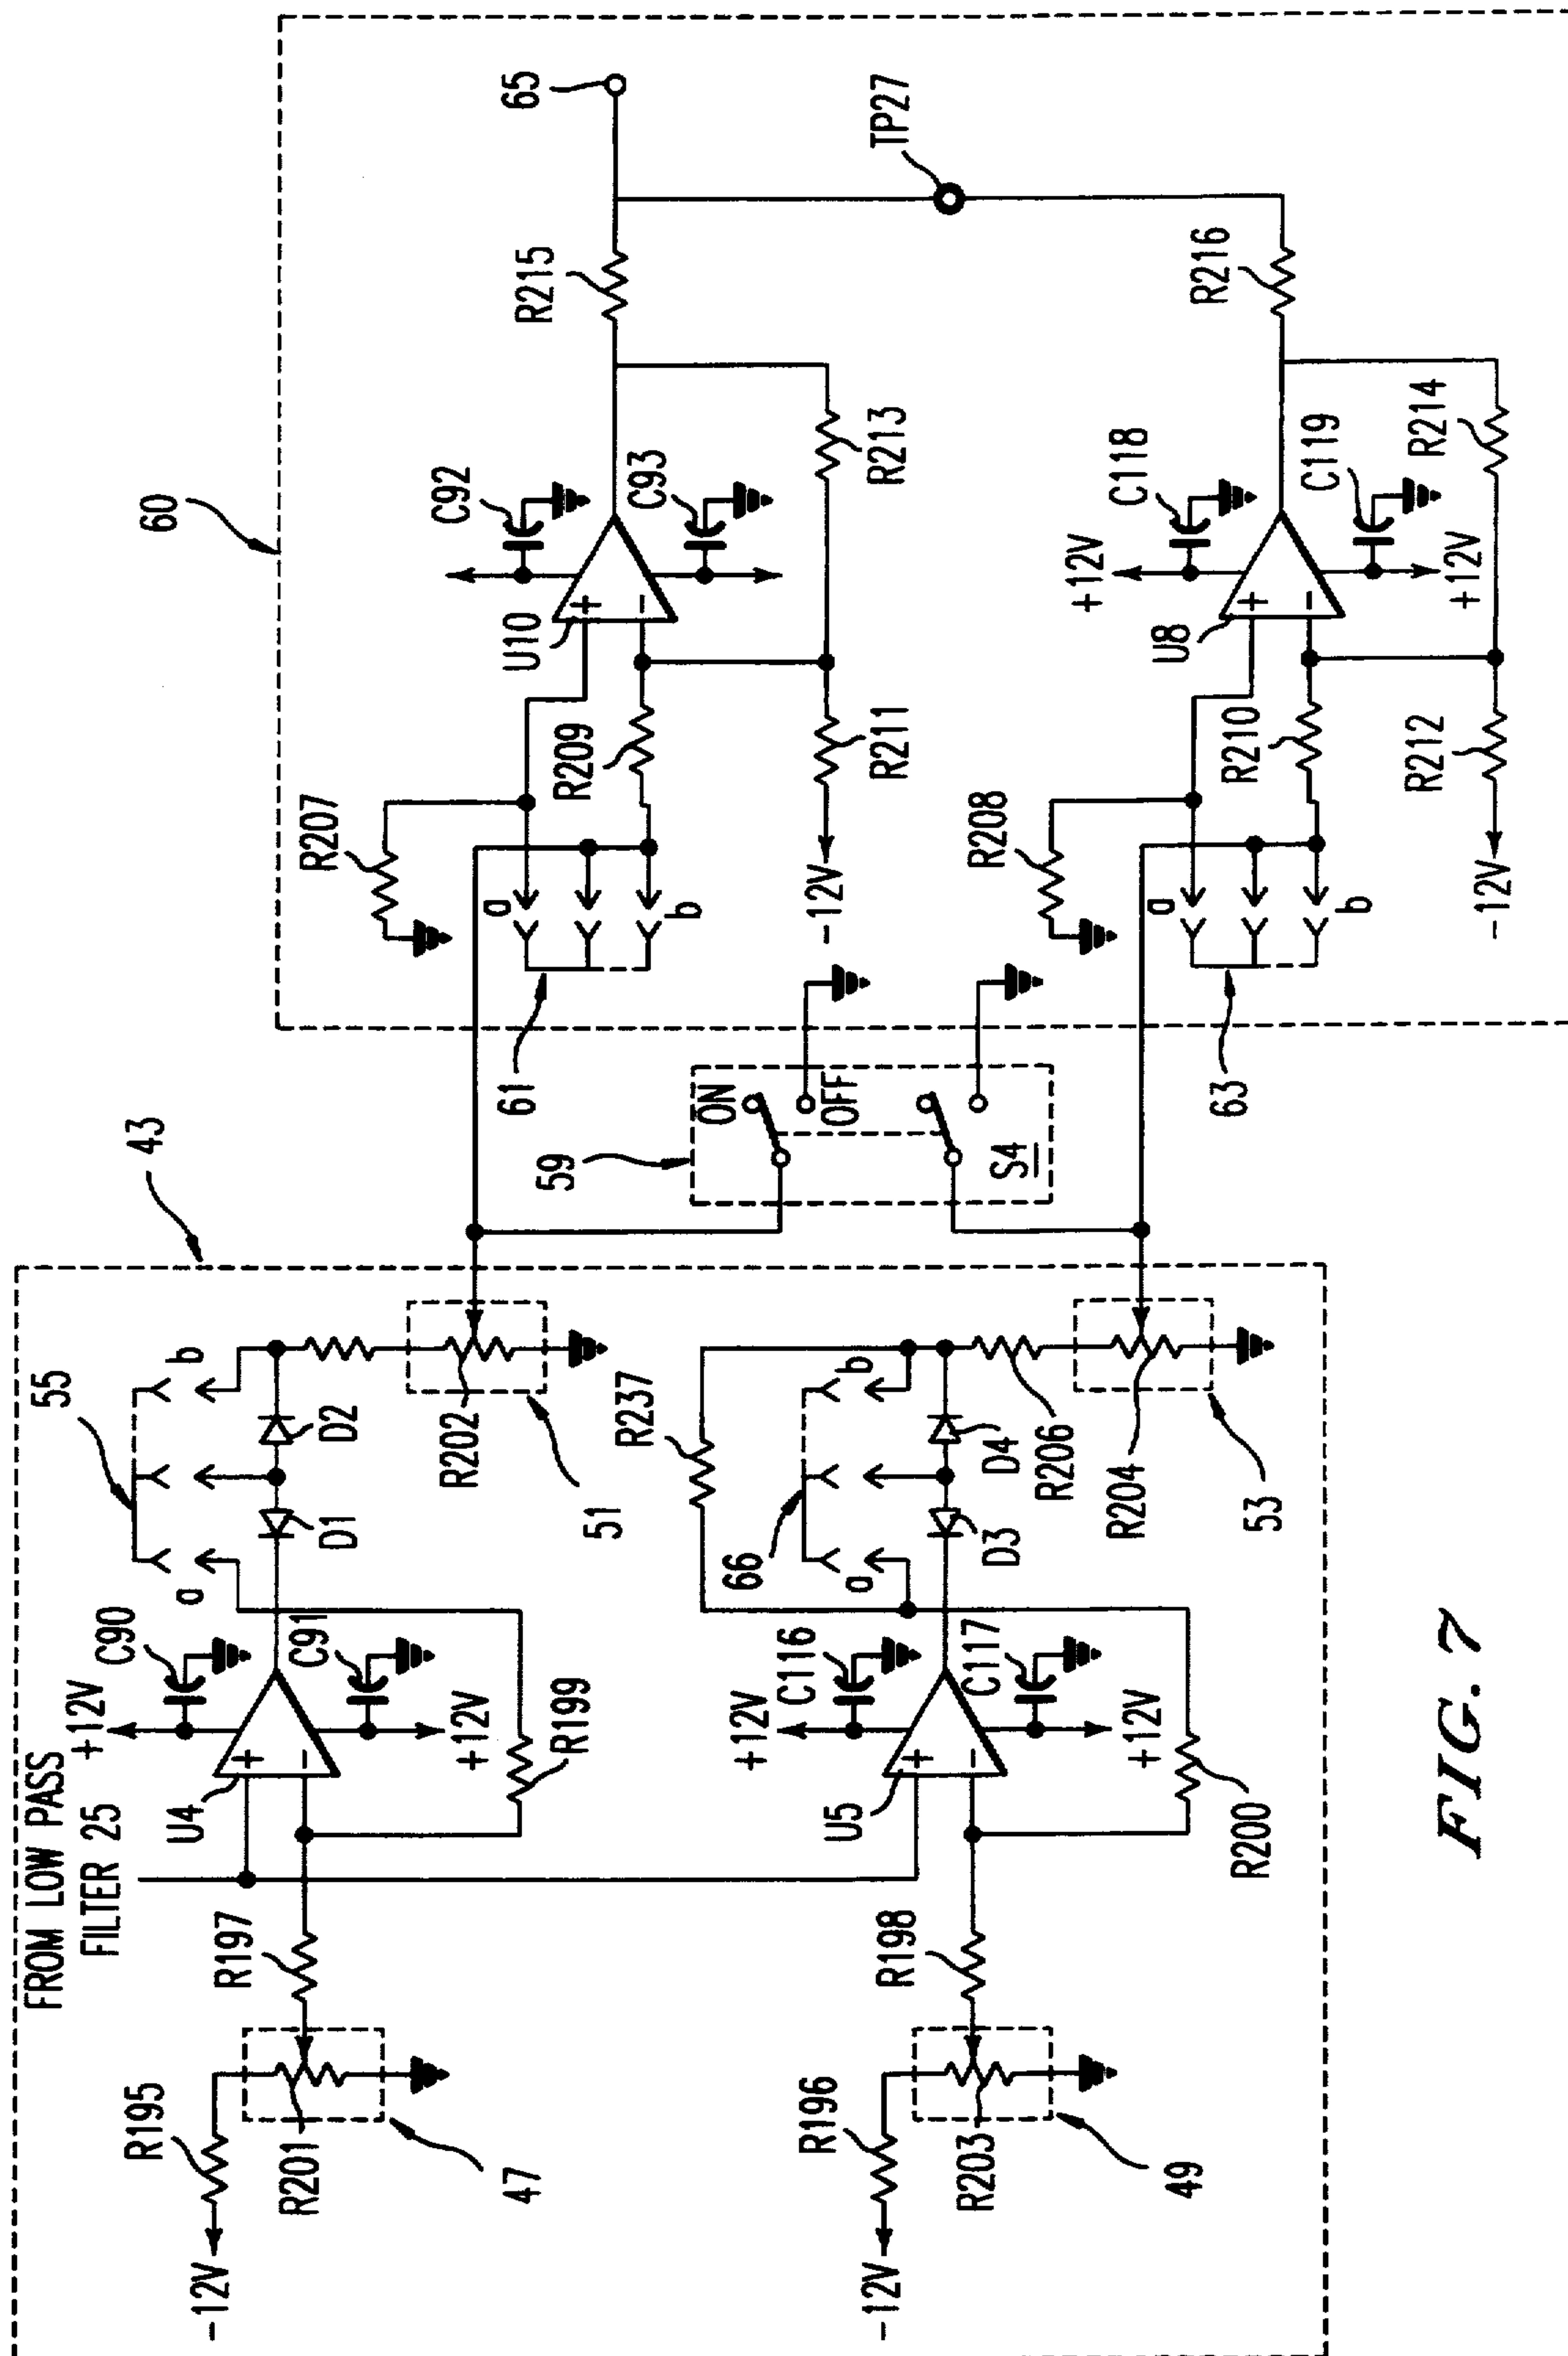 43
55
FROM LOW PASS
FILTER 25
+12V
C90
a
b
U4
+
−
C91
+12V
D1
D2
R195
R197
R199
R201
-12V
47
R202
51
R237
66
+12V
C116
a
b
U5
+
−
C117
+12V
D3
D4
R206
R196
R198
R200
R203
-12V
49
R204
53
59
ON
OFF
S4
60
65
R207
a
b
61
U10
+
−
C92
C93
R209
R211
R213
R215
-12V
TP27
R208
a
b
63
U8
+
−
+12V
C118
C119
+12V
R210
R212
R214
R216
-12V
FIG. 7